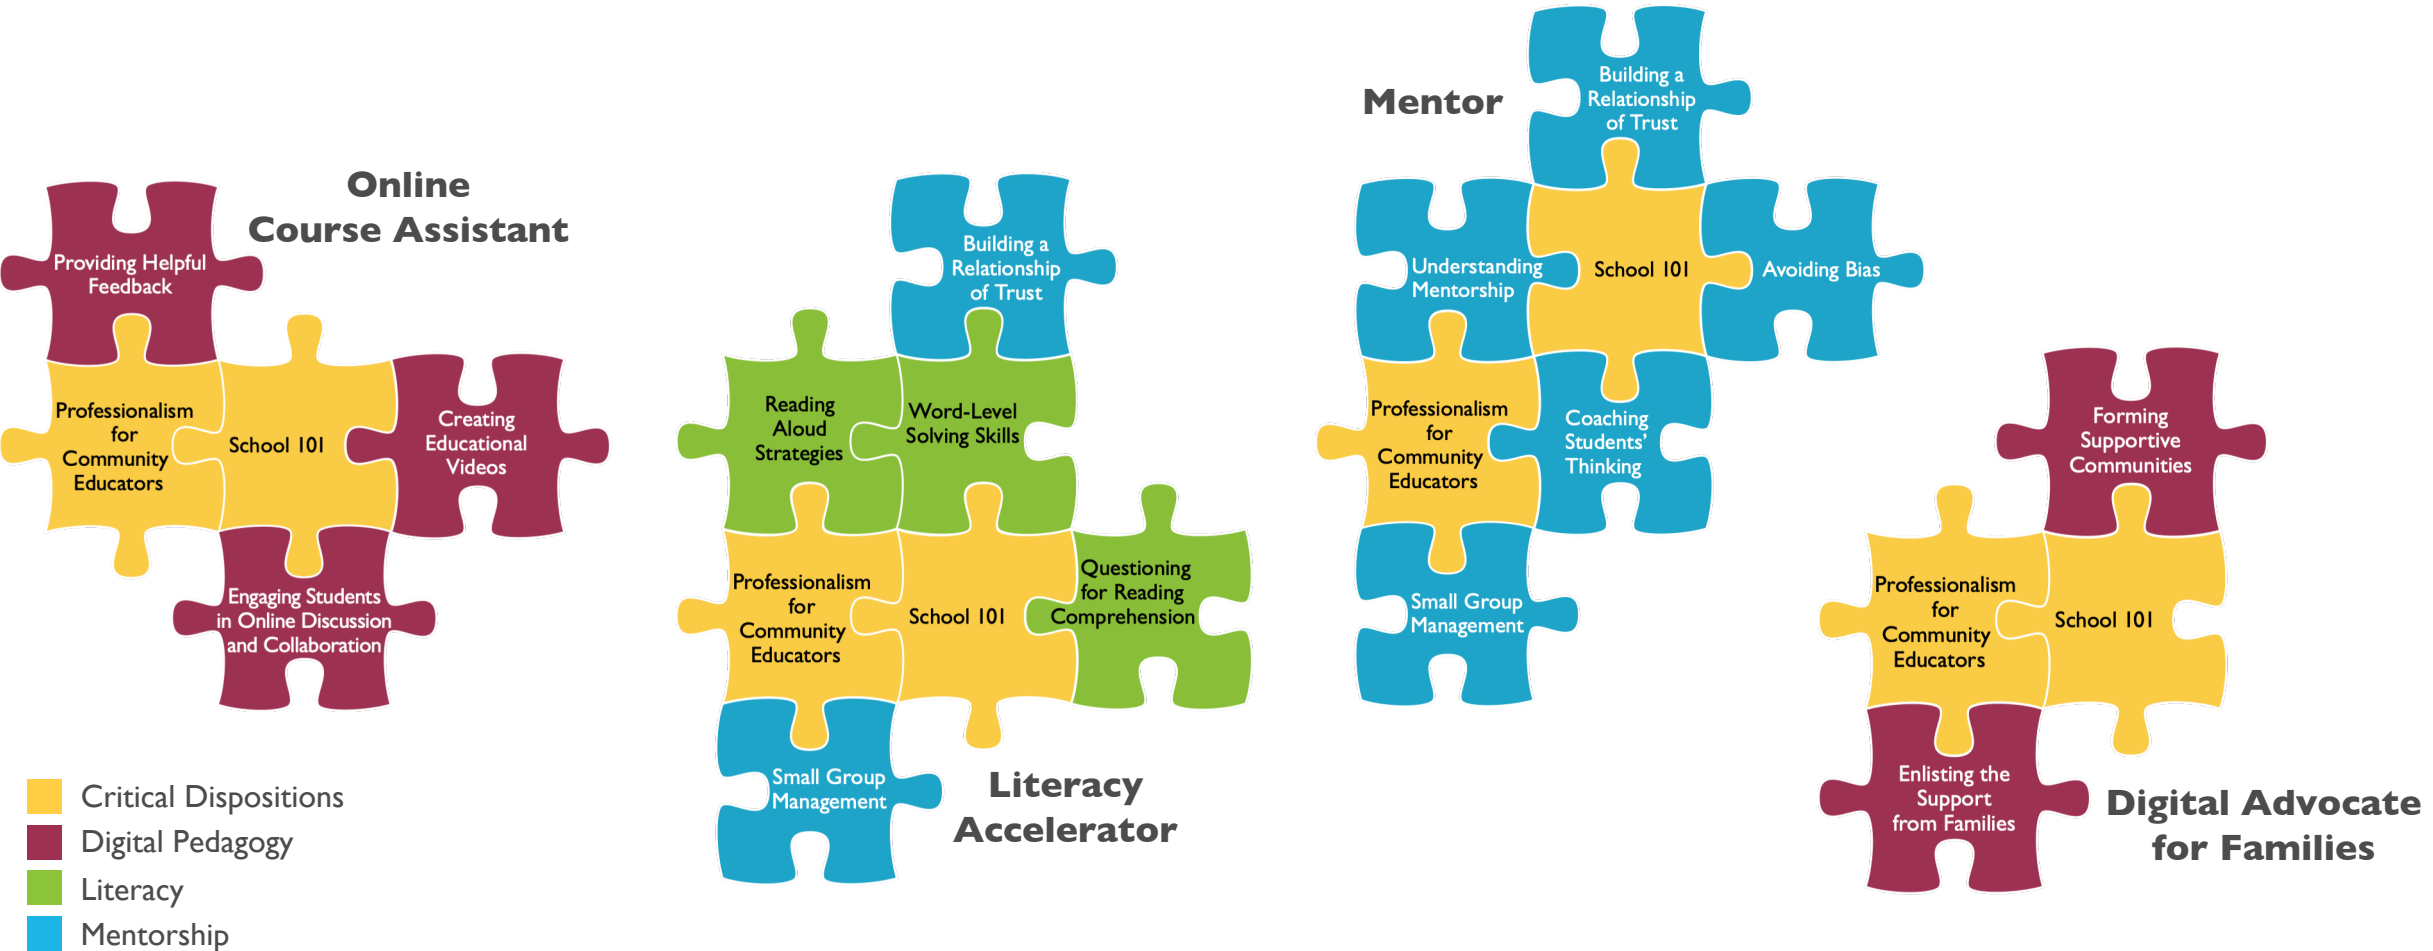 Online
Course Assistant
Providing Helpful
Feedback
Professionalism
for
Community
Educators
School 101
Creating
Educational
Videos
Engaging Students
in Online Discussion
and Collaboration
Building a
Relationship
of Trust
Reading
Aloud
Strategies
Word-Level
Solving Skills
Professionalism
for
Community
Educators
School 101
Questioning
for Reading
Comprehension
Small Group
Management
Literacy
Accelerator
Mentor
Building a
Relationship
of Trust
Understanding
Mentorship
School 101
Avoiding Bias
Professionalism
for
Community
Educators
Coaching
Students’
Thinking
Small Group
Management
Forming
Supportive
Communities
Professionalism
for
Community
Educators
School 101
Enlisting the
Support
from Families
Digital Advocate
for Families
Critical Dispositions
Digital Pedagogy
Literacy
Mentorship